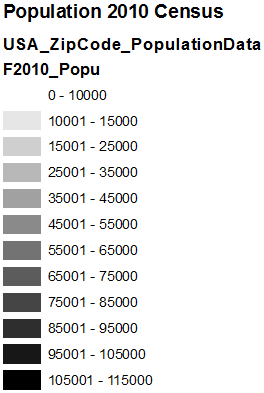 Population 2010 Census
USA_ZipCode_PopulationData
F2010_Popu
0 - 10000
10001 - 15000
15001 - 25000
25001 - 35000
35001 - 45000
45001 - 55000
55001 - 65000
65001 - 75000
75001 - 85000
85001 - 95000
95001 - 105000
105001 - 115000